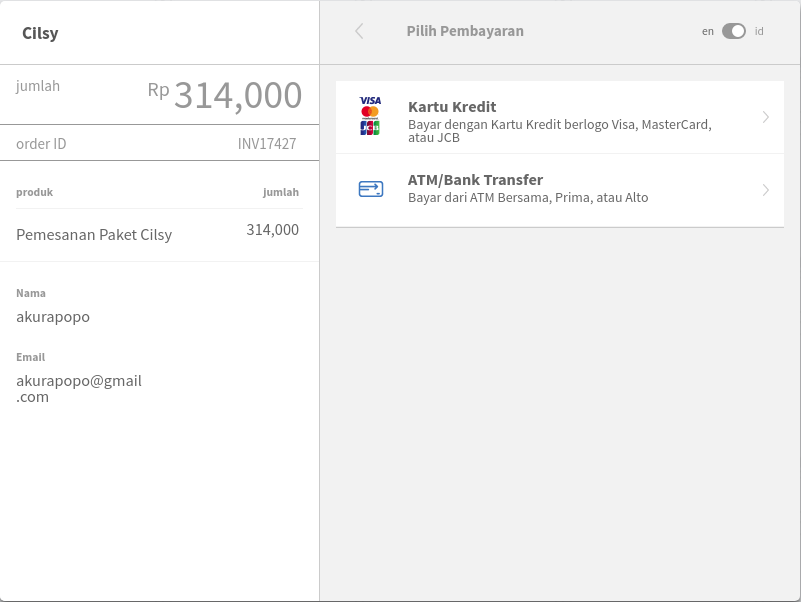 Cilsy
jumlah
Rp 314,000
order ID
INV17427
produk
jumlah
Pemesanan Paket Cilsy
314,000
Nama
akurapopo
Email
akurapopo@gmail
.com
Pilih Pembayaran
en
id
VISA
Kartu Kredit
Bayar dengan Kartu Kredit berlogo Visa, MasterCard,
atau JCB
JCB
ATM/Bank Transfer
Bayar dari ATM Bersama, Prima, atau Alto